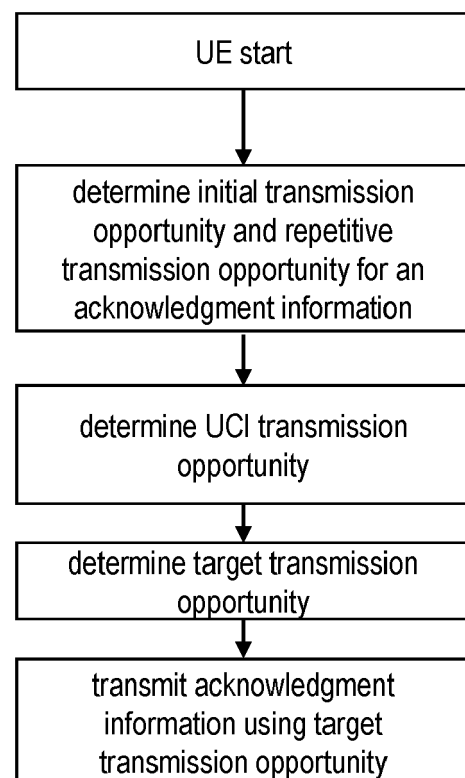 UE start
determine initial transmission
opportunity and repetitive
transmission opportunity for an
acknowledgment information
determine UCI transmission
opportunity
determine target transmission
opportunity
transmit acknowledgment
information using target
transmission opportunity